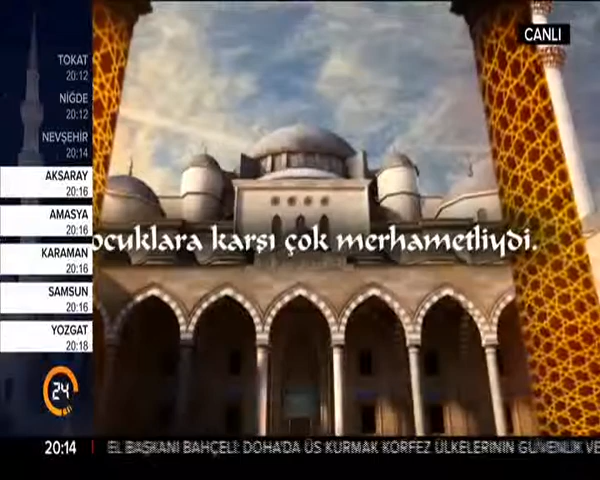 CANLI
TOKAT
20:12
NİĞDE
20:12
NEVŞEHİR
20:14
AKSARAY
20:16
AMASYA
20:16
KARAMAN
20:16
SAMSUN
20:16
YOZGAT
20:18
ocuklara karşı çok merhametliydi.
24
20:14 EL BAŞKANI BAHÇELİ: DOHA'DA ÜS KURMAK KÖRFEZ ÜLKELERİNİN GÜVENLİK VE